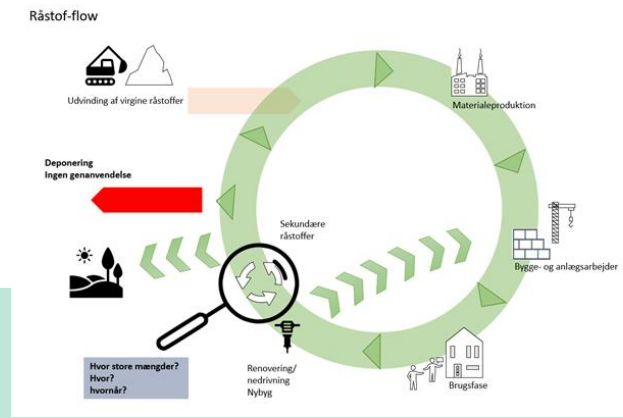 Råstof-flow
Udvinding af virgine råstoffer
Materialeproduktion
Deponering
Ingen genanvendelse
Sekundære
råstoffer
Bygge- og anlægsarbejder
Hvor store mængder?
Hvor?
hvornår?
Renovering/
nedrivning
Nybyg
Brugsfase